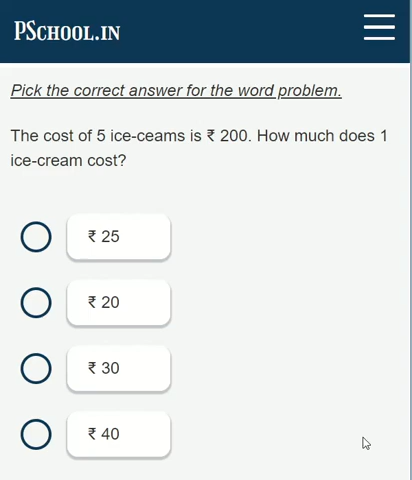 PSchool.in
Pick the correct answer for the word problem.
The cost of 5 ice-ceams is ₹ 200. How much does 1
ice-cream cost?
₹ 25
₹ 20
₹ 30
₹ 40